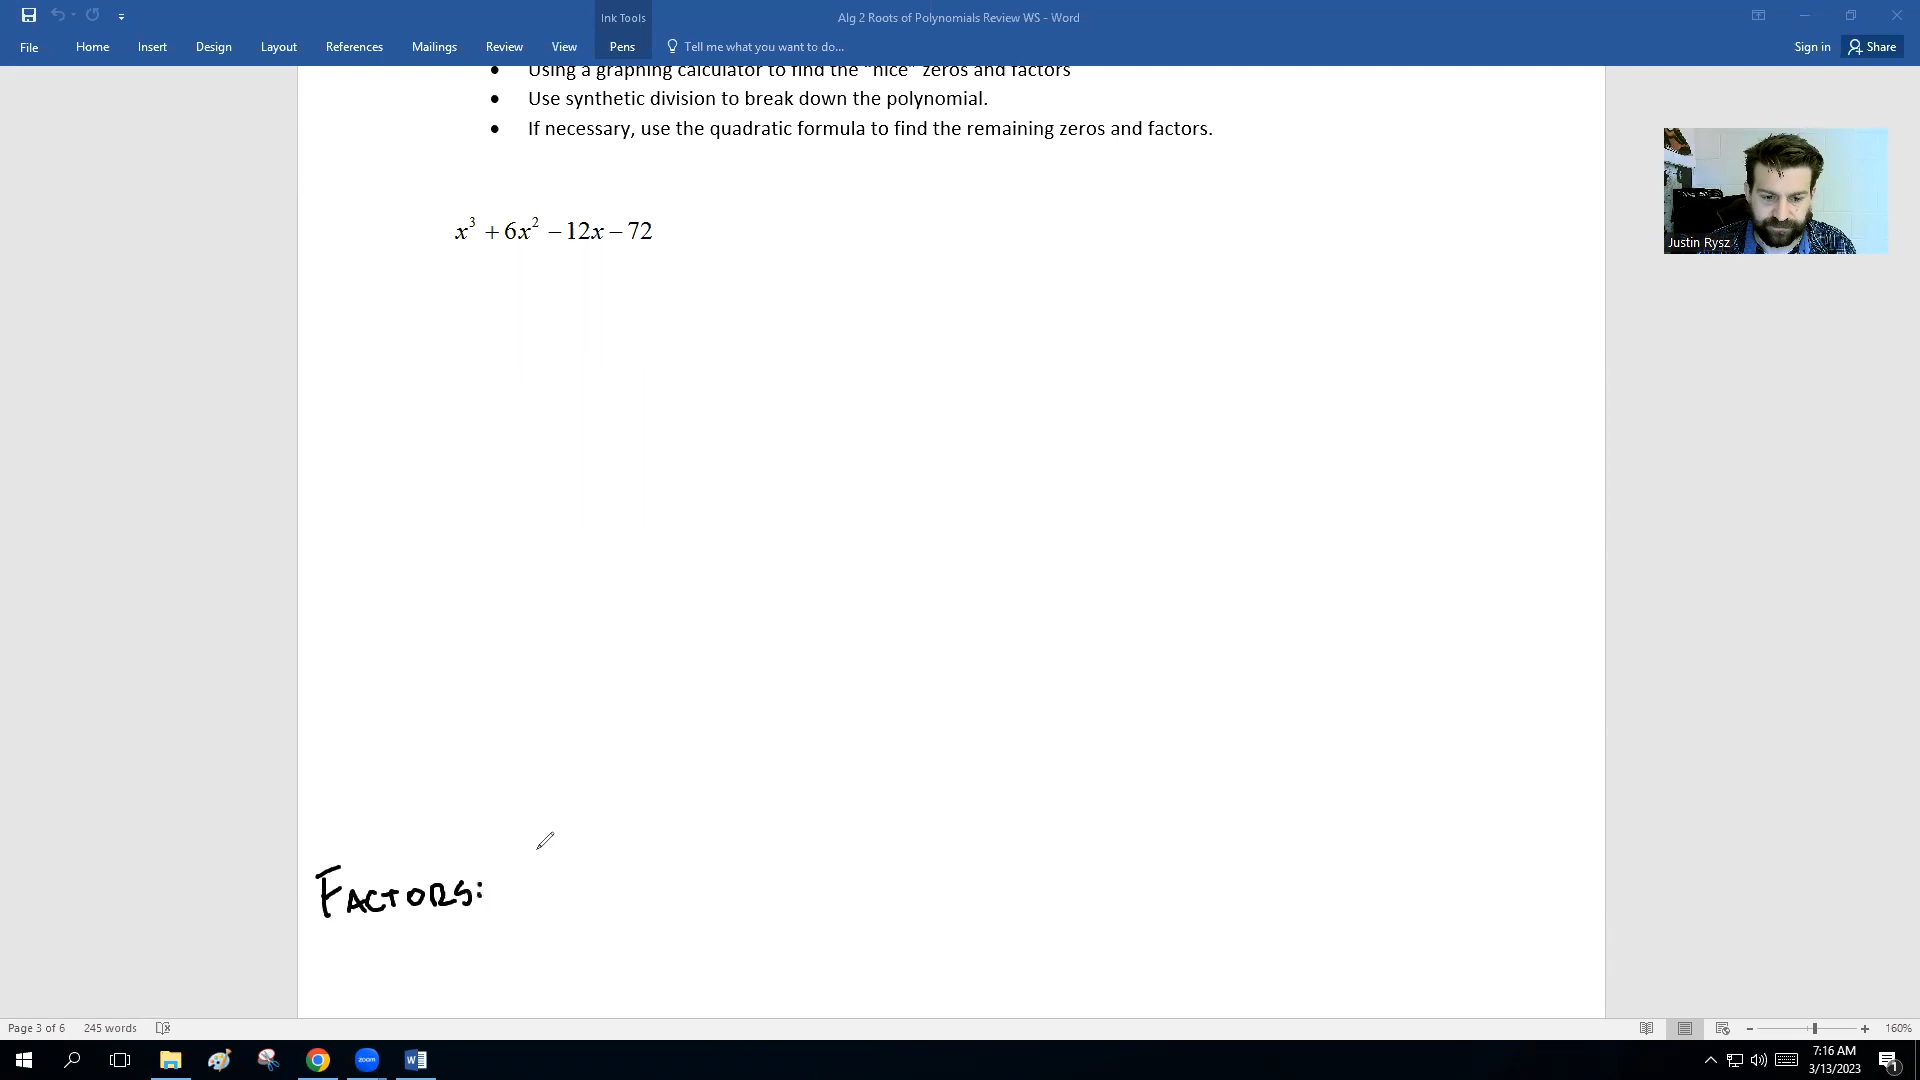 Ink Tools
Alg 2 Roots of Polynomials Review WS - Word
File Home Insert Design Layout References Mailings Review View Pens Tell me what you want to do... Sign in Share
• Using a graphing calculator to find the "nice" zeros and factors
• Use synthetic division to break down the polynomial.
• If necessary, use the quadratic formula to find the remaining zeros and factors.
Justin Rysz
x³ + 6x² − 12x − 72
FACTORS:
Page 3 of 6 245 words 160%
zoom
7:16 AM
3/13/2023
1